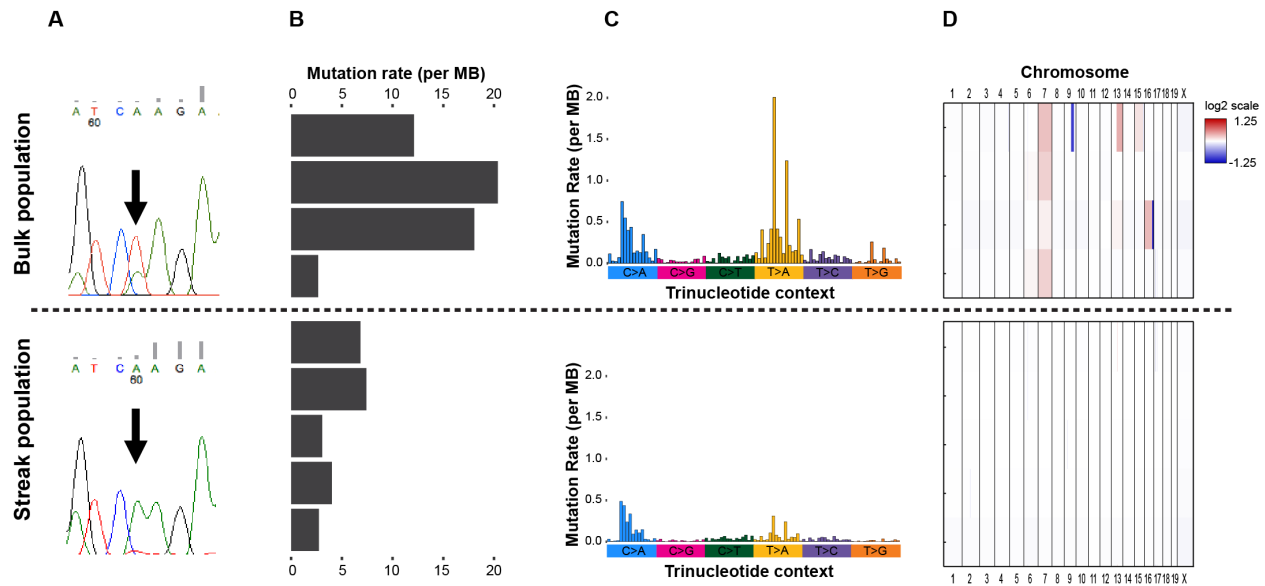 A
B
C
D
Bulk population
A T C A A G A .
60
Mutation rate (per MB)
0 5 10 15 20
Mutation Rate (per MB)
2.0
1.5
1.0
0.5
0.0
C>A C>G C>T T>A T>C T>G
Trinucleotide context
Chromosome
1 2 3 4 5 6 7 8 9 10 11 12 13 14 15 16 17 18 19 X
log2 scale
1.25
-1.25
Streak population
A T C A A G A
60
0 5 10 15 20
Mutation Rate (per MB)
2.0
1.5
1.0
0.5
0.0
C>A C>G C>T T>A T>C T>G
Trinucleotide context
1 2 3 4 5 6 7 8 9 10 11 12 13 14 15 16 17 18 19 X